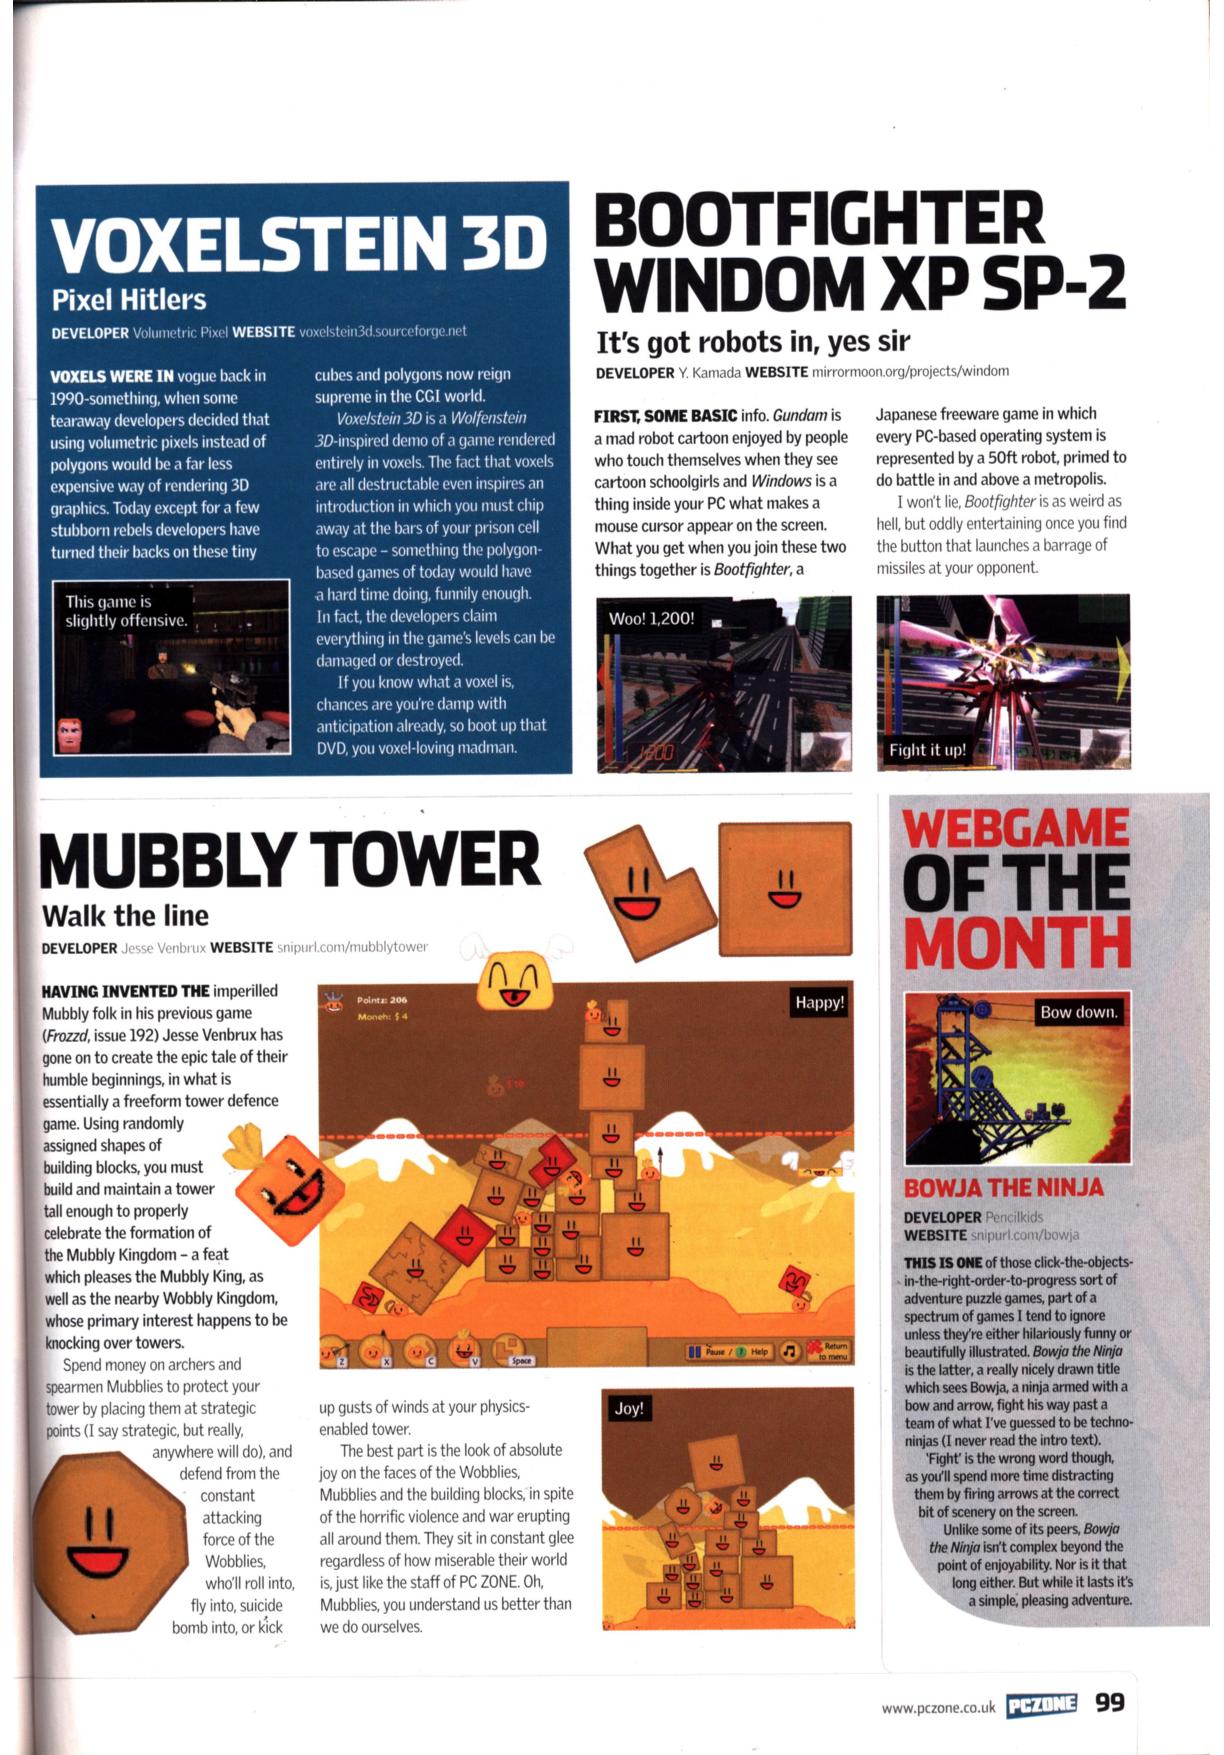 VOXELSTEIN 3D
Pixel Hitlers
DEVELOPER Volumetric Pixel WEBSITE voxelstein3d.sourceforge.net
VOXELS WERE IN vogue back in
1990-something, when some
tearaway developers decided that
using volumetric pixels instead of
polygons would be a far less
expensive way of rendering 3D
graphics. Today except for a few
stubborn rebels developers have
turned their backs on these tiny
This game is
slightly offensive.
cubes and polygons now reign
supreme in the CGI world.
Voxelstein 3D is a Wolfenstein
3D-inspired demo of a game rendered
entirely in voxels. The fact that voxels
are all destructable even inspires an
introduction in which you must chip
away at the bars of your prison cell
to escape – something the polygon-
based games of today would have
a hard time doing, funnily enough.
In fact, the developers claim
everything in the game's levels can be
damaged or destroyed.
If you know what a voxel is,
chances are you're damp with
anticipation already, so boot up that
DVD, you voxel-loving madman.
BOOTFIGHTER
WINDOM XP SP-2
It's got robots in, yes sir
DEVELOPER Y. Kamada WEBSITE mirrormoon.org/projects/windom
FIRST, SOME BASIC info. Gundam is
a mad robot cartoon enjoyed by people
who touch themselves when they see
cartoon schoolgirls and Windows is a
thing inside your PC what makes a
mouse cursor appear on the screen.
What you get when you join these two
things together is Bootfighter, a
Japanese freeware game in which
every PC-based operating system is
represented by a 50ft robot, primed to
do battle in and above a metropolis.
I won't lie, Bootfighter is as weird as
hell, but oddly entertaining once you find
the button that launches a barrage of
missiles at your opponent.
Woo! 1,200!
1200
Fight it up!
MUBBLY TOWER
Walk the line
DEVELOPER Jesse Venbrux WEBSITE snipurl.com/mubblytower
HAVING INVENTED THE imperilled
Mubbly folk in his previous game
(Frozzd, issue 192) Jesse Venbrux has
gone on to create the epic tale of their
humble beginnings, in what is
essentially a freeform tower defence
game. Using randomly
assigned shapes of
building blocks, you must
build and maintain a tower
tall enough to properly
celebrate the formation of
the Mubbly Kingdom – a feat
which pleases the Mubbly King, as
well as the nearby Wobbly Kingdom,
whose primary interest happens to be
knocking over towers.
Spend money on archers and
spearmen Mubblies to protect your
tower by placing them at strategic
points (I say strategic, but really,
anywhere will do), and
defend from the
constant
attacking
force of the
Wobblies,
who'll roll into,
fly into, suicide
bomb into, or kick
Pointz: 206
Moneh: $ 4
Happy!
$10
Z X C V Space
Pause / ? Help
Return
to menu
up gusts of winds at your physics-
enabled tower.
The best part is the look of absolute
joy on the faces of the Wobblies,
Mubblies and the building blocks, in spite
of the horrific violence and war erupting
all around them. They sit in constant glee
regardless of how miserable their world
is, just like the staff of PC ZONE. Oh,
Mubblies, you understand us better than
we do ourselves.
Joy!
WEBGAME
OF THE
MONTH
Bow down.
BOWJA THE NINJA
DEVELOPER Pencilkids
WEBSITE snipurl.com/bowja
THIS IS ONE of those click-the-objects-
in-the-right-order-to-progress sort of
adventure puzzle games, part of a
spectrum of games I tend to ignore
unless they're either hilariously funny or
beautifully illustrated. Bowja the Ninja
is the latter, a really nicely drawn title
which sees Bowja, a ninja armed with a
bow and arrow, fight his way past a
team of what I've guessed to be techno-
ninjas (I never read the intro text).
'Fight' is the wrong word though,
as you'll spend more time distracting
them by firing arrows at the correct
bit of scenery on the screen.
Unlike some of its peers, Bowja
the Ninja isn't complex beyond the
point of enjoyability. Nor is it that
long either. But while it lasts it's
a simple, pleasing adventure.
www.pczone.co.uk PCZONE 99